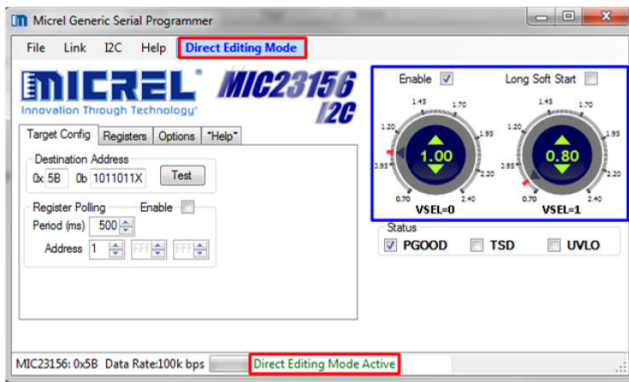 Micrel Generic Serial Programmer
File Link I2C Help Direct Editing Mode
MICREL®
Innovation Through Technology®
MIC23156
I2C
Target Config Registers Options "Help"
Destination Address
0x 5B 0b 1011011X Test
Register Polling Enable
Period (ms) 500
Address 1 FFF FFF
Enable Long Soft Start
1.45 1.70
1.20 1.95
3.95 2.20
0.70 2.40
1.00
VSEL=0
1.45 1.70
1.20 1.95
2.20
0.70 2.40
0.80
VSEL=1
Status
PGOOD TSD UVLO
MIC23156: 0x5B Data Rate:100k bps Direct Editing Mode Active